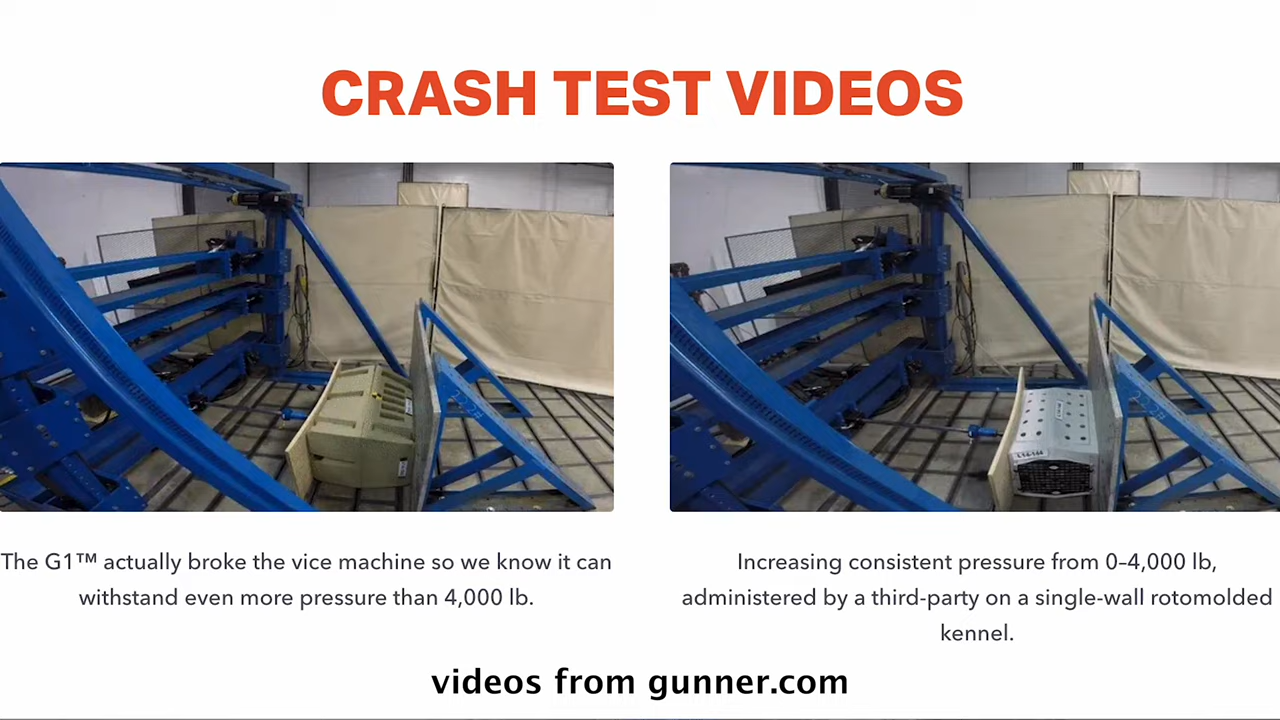 CRASH TEST VIDEOS
The G1™ actually broke the vice machine so we know it can
withstand even more pressure than 4,000 lb.
Increasing consistent pressure from 0–4,000 lb,
administered by a third-party on a single-wall rotomolded
kennel.
videos from gunner.com